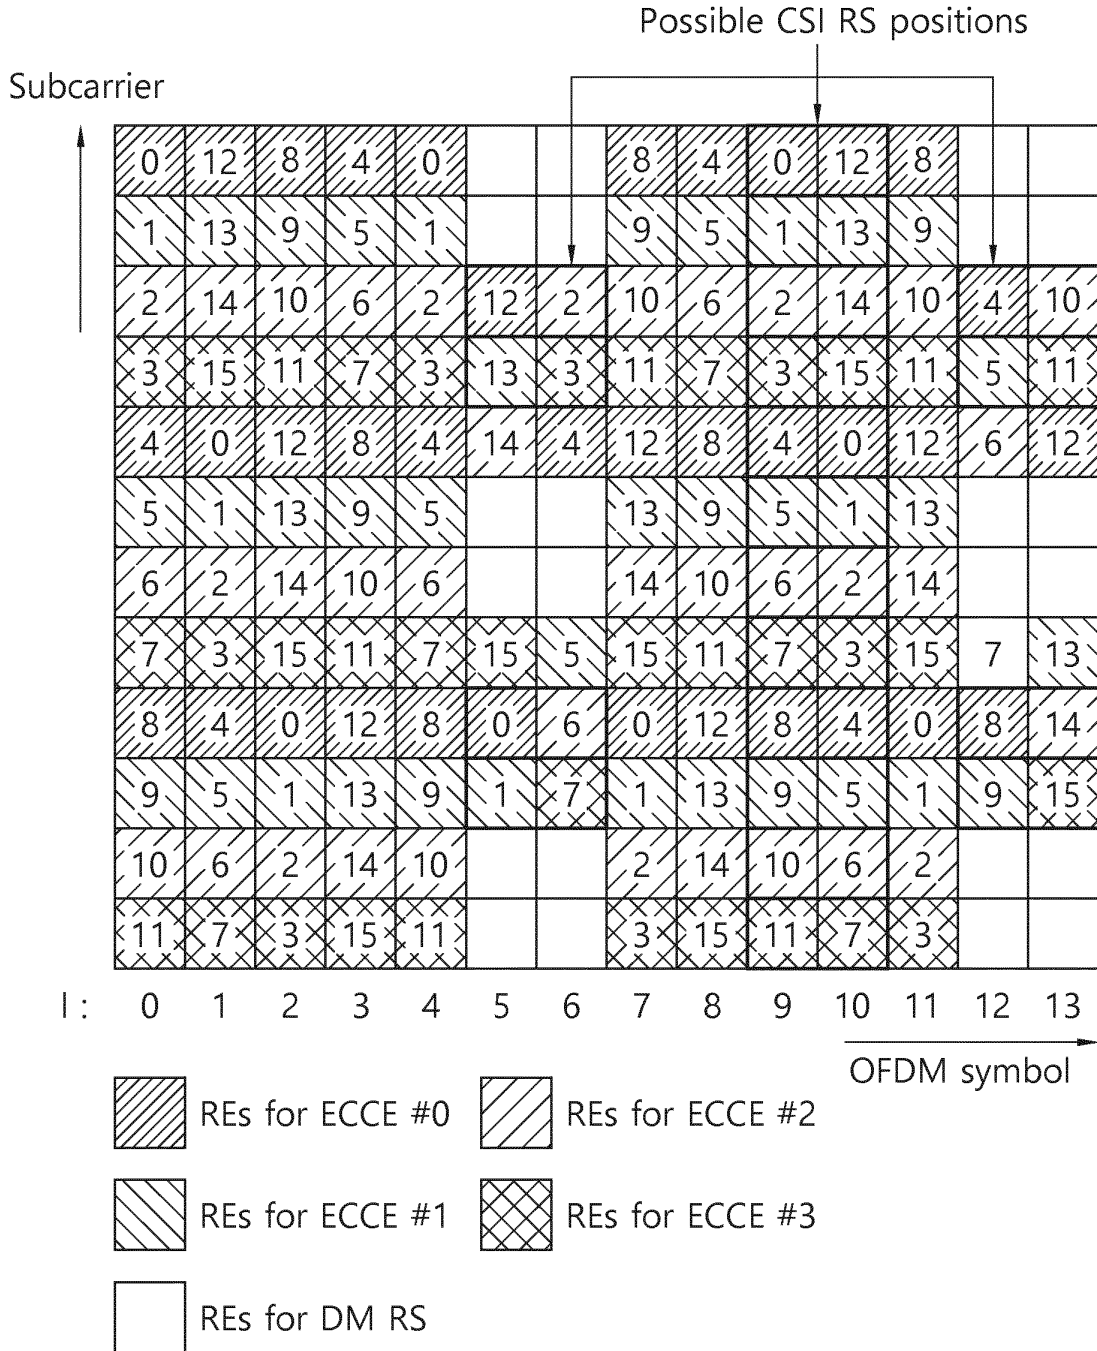 Possible CSI RS positions
Subcarrier
0 12 8 4 0 8 4 0 12 8
1 13 9 5 1 9 5 1 13 9
2 14 10 6 2 12 2 10 6 2 14 10 4 10
3 15 11 7 3 13 3 11 7 3 15 11 5 11
4 0 12 8 4 14 4 12 8 4 0 12 6 12
5 1 13 9 5 13 9 5 1 13
6 2 14 10 6 14 10 6 2 14
7 3 15 11 7 15 5 15 11 7 3 15 7 13
8 4 0 12 8 0 6 0 12 8 4 0 8 14
9 5 1 13 9 1 7 1 13 9 5 1 9 15
10 6 2 14 10 2 14 10 6 2
11 7 3 15 11 3 15 11 7 3
l : 0 1 2 3 4 5 6 7 8 9 10 11 12 13
OFDM symbol
REs for ECCE #0
REs for ECCE #2
REs for ECCE #1
REs for ECCE #3
REs for DM RS